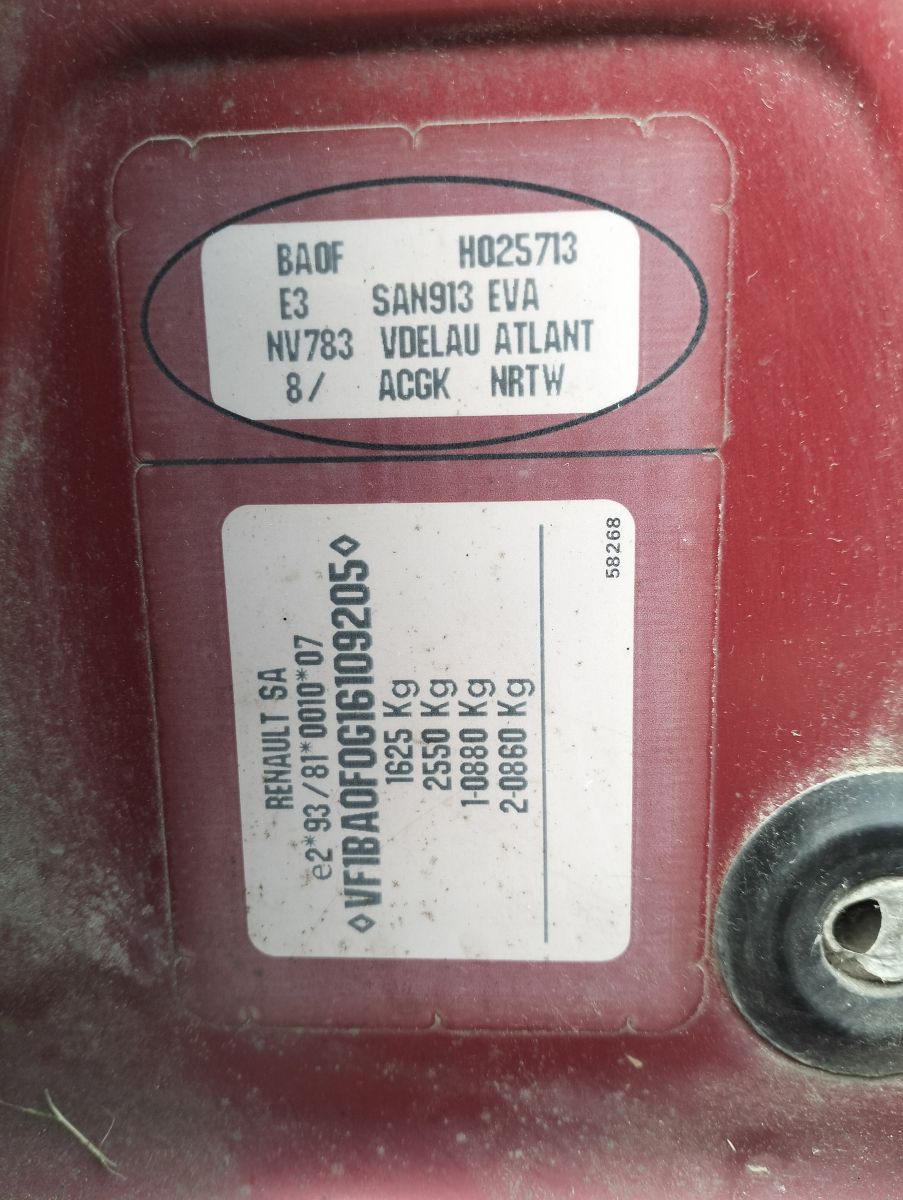 BA0F H025713
E3 SAN913 EVA
NV783 VDELAU ATLANT
8/ ACGK NRTW
RENAULT SA
e2*93/81*0010*07
◇VF1BA0F0G16109205◇
1625 Kg
2550 Kg
1-0880 Kg
2-0860 Kg
58268